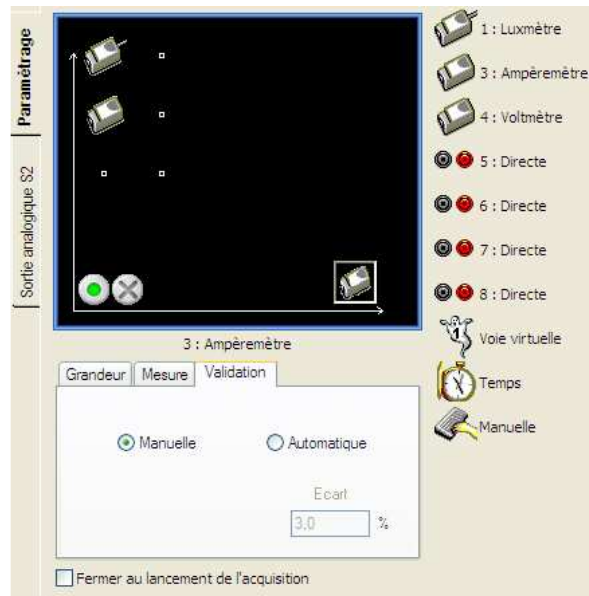 Paramétrage
Sortie analogique S2
1 : Luxmètre
3 : Ampèremètre
4 : Voltmètre
5 : Directe
6 : Directe
7 : Directe
8 : Directe
1
Voie virtuelle
Temps
Manuelle
3 : Ampèremètre
Grandeur Mesure Validation
Manuelle Automatique
Ecart
3.0 %
Fermer au lancement de l'acquisition